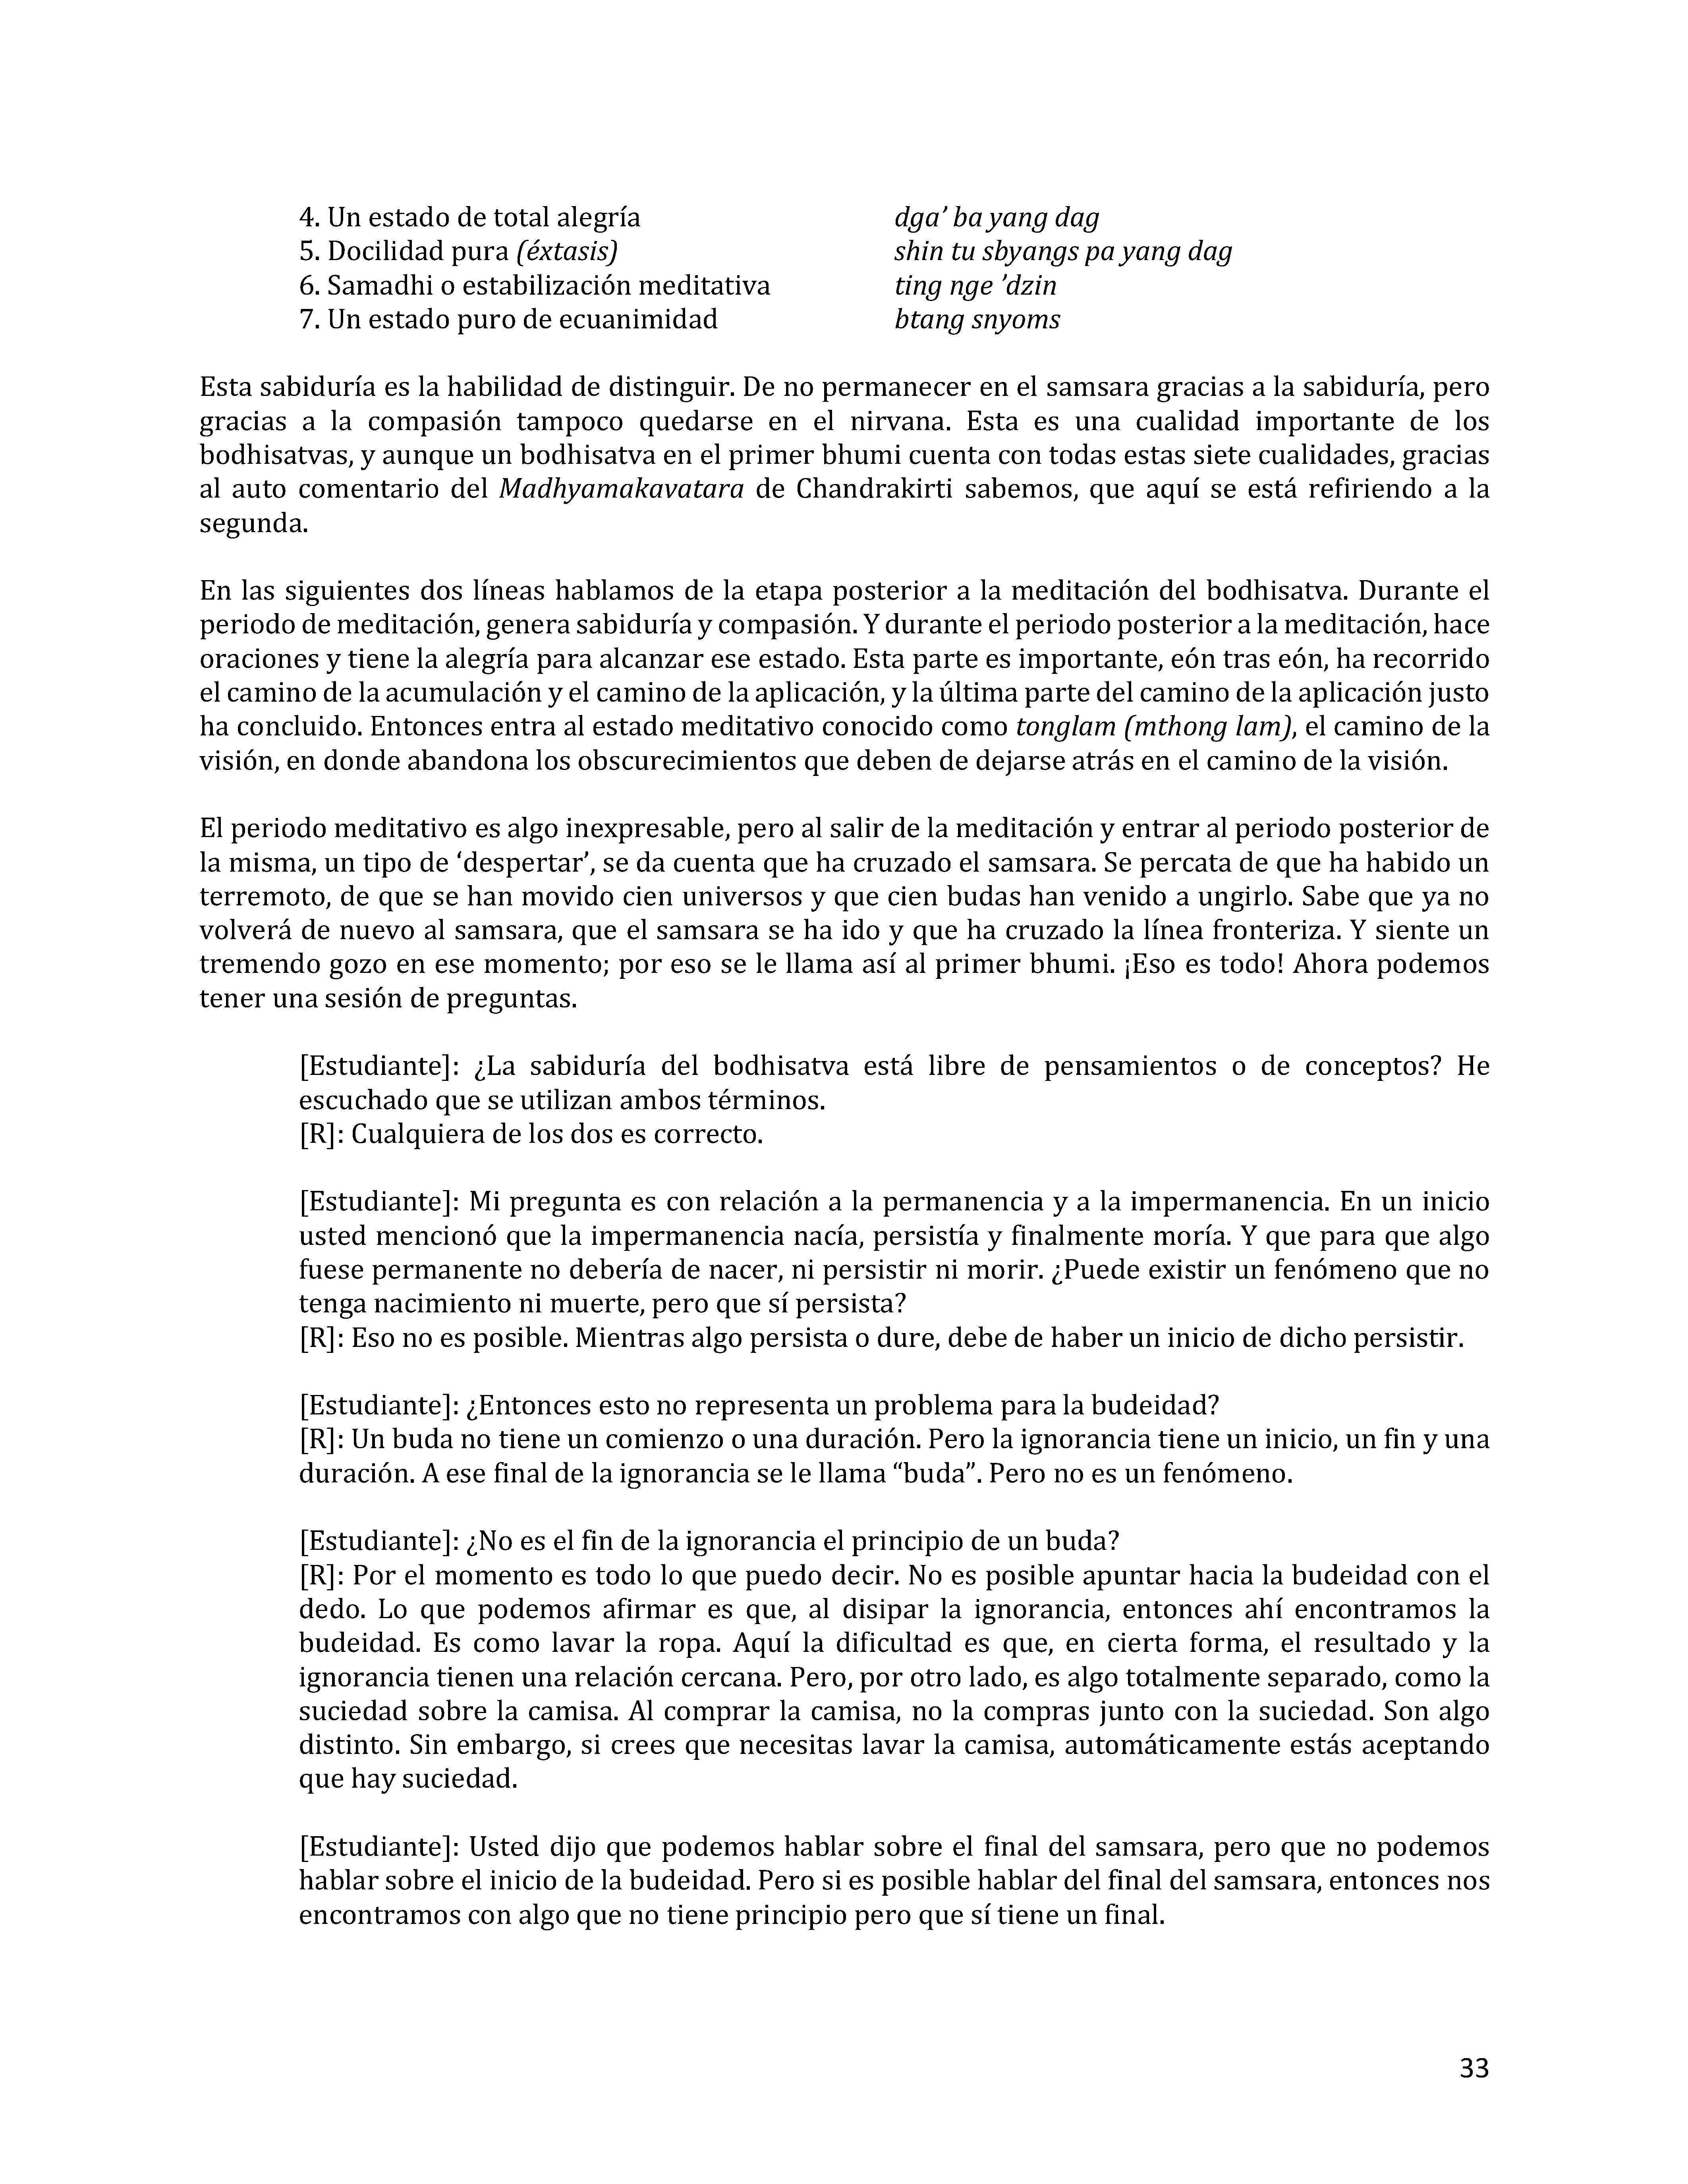 4. Un estado de total alegría dga’ ba yang dag
5. Docilidad pura (éxtasis) shin tu sbyangs pa yang dag
6. Samadhi o estabilización meditativa ting nge ’dzin
7. Un estado puro de ecuanimidad btang snyoms
Esta sabiduría es la habilidad de distinguir. De no permanecer en el samsara gracias a la sabiduría, pero
gracias a la compasión tampoco quedarse en el nirvana. Esta es una cualidad importante de los
bodhisatvas, y aunque un bodhisatva en el primer bhumi cuenta con todas estas siete cualidades, gracias
al auto comentario del Madhyamakavatara de Chandrakirti sabemos, que aquí se está refiriendo a la
segunda.
En las siguientes dos líneas hablamos de la etapa posterior a la meditación del bodhisatva. Durante el
periodo de meditación, genera sabiduría y compasión. Y durante el periodo posterior a la meditación, hace
oraciones y tiene la alegría para alcanzar ese estado. Esta parte es importante, eón tras eón, ha recorrido
el camino de la acumulación y el camino de la aplicación, y la última parte del camino de la aplicación justo
ha concluido. Entonces entra al estado meditativo conocido como tonglam (mthong lam), el camino de la
visión, en donde abandona los obscurecimientos que deben de dejarse atrás en el camino de la visión.
El periodo meditativo es algo inexpresable, pero al salir de la meditación y entrar al periodo posterior de
la misma, un tipo de ‘despertar’, se da cuenta que ha cruzado el samsara. Se percata de que ha habido un
terremoto, de que se han movido cien universos y que cien budas han venido a ungirlo. Sabe que ya no
volverá de nuevo al samsara, que el samsara se ha ido y que ha cruzado la línea fronteriza. Y siente un
tremendo gozo en ese momento; por eso se le llama así al primer bhumi. ¡Eso es todo! Ahora podemos
tener una sesión de preguntas.
[Estudiante]: ¿La sabiduría del bodhisatva está libre de pensamientos o de conceptos? He
escuchado que se utilizan ambos términos.
[R]: Cualquiera de los dos es correcto.
[Estudiante]: Mi pregunta es con relación a la permanencia y a la impermanencia. En un inicio
usted mencionó que la impermanencia nacía, persistía y finalmente moría. Y que para que algo
fuese permanente no debería de nacer, ni persistir ni morir. ¿Puede existir un fenómeno que no
tenga nacimiento ni muerte, pero que sí persista?
[R]: Eso no es posible. Mientras algo persista o dure, debe de haber un inicio de dicho persistir.
[Estudiante]: ¿Entonces esto no representa un problema para la budeidad?
[R]: Un buda no tiene un comienzo o una duración. Pero la ignorancia tiene un inicio, un fin y una
duración. A ese final de la ignorancia se le llama “buda”. Pero no es un fenómeno.
[Estudiante]: ¿No es el fin de la ignorancia el principio de un buda?
[R]: Por el momento es todo lo que puedo decir. No es posible apuntar hacia la budeidad con el
dedo. Lo que podemos afirmar es que, al disipar la ignorancia, entonces ahí encontramos la
budeidad. Es como lavar la ropa. Aquí la dificultad es que, en cierta forma, el resultado y la
ignorancia tienen una relación cercana. Pero, por otro lado, es algo totalmente separado, como la
suciedad sobre la camisa. Al comprar la camisa, no la compras junto con la suciedad. Son algo
distinto. Sin embargo, si crees que necesitas lavar la camisa, automáticamente estás aceptando
que hay suciedad.
[Estudiante]: Usted dijo que podemos hablar sobre el final del samsara, pero que no podemos
hablar sobre el inicio de la budeidad. Pero si es posible hablar del final del samsara, entonces nos
encontramos con algo que no tiene principio pero que sí tiene un final.
33